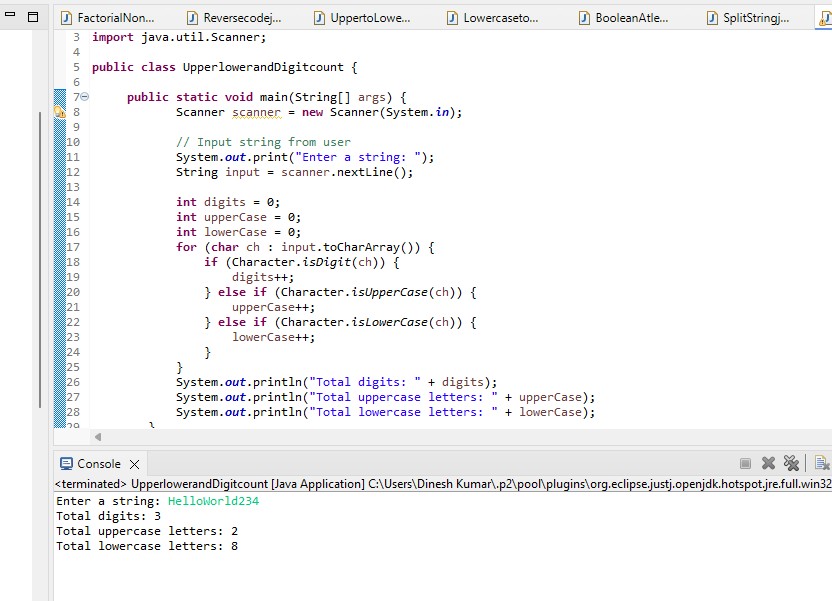 FactorialNon... Reversecodej... UppertoLowe... Lowercaseto... BooleanAtle... SplitStringj...
3 import java.util.Scanner;
4
5 public class UpperlowerandDigitcount {
6
7 public static void main(String[] args) {
8 Scanner scanner = new Scanner(System.in);
9
10 // Input string from user
11 System.out.print("Enter a string: ");
12 String input = scanner.nextLine();
13
14 int digits = 0;
15 int upperCase = 0;
16 int lowerCase = 0;
17 for (char ch : input.toCharArray()) {
18 if (Character.isDigit(ch)) {
19 digits++;
20 } else if (Character.isUpperCase(ch)) {
21 upperCase++;
22 } else if (Character.isLowerCase(ch)) {
23 lowerCase++;
24 }
25 }
26 System.out.println("Total digits: " + digits);
27 System.out.println("Total uppercase letters: " + upperCase);
28 System.out.println("Total lowercase letters: " + lowerCase);
29 }
Console
<terminated> UpperlowerandDigitcount [Java Application] C:\Users\Dinesh Kumar\.p2\pool\plugins\org.eclipse.justj.openjdk.hotspot.jre.full.win32
Enter a string: HelloWorld234
Total digits: 3
Total uppercase letters: 2
Total lowercase letters: 8